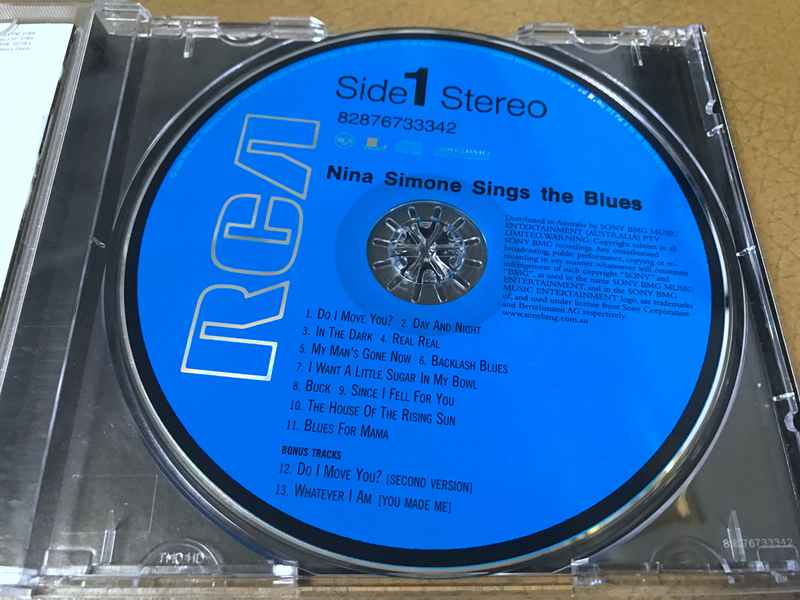 Side 1 Stereo
82876733342
RCA
Nina Simone Sings the Blues
Distributed in Australia by SONY BMG MUSIC
ENTERTAINMENT (AUSTRALIA) PTY
LIMITED.WARNING: Copyright subsists in all
SONY BMG recordings. Any unauthorised
broadcasting, public performance, copying or re-
recording in any manner whatsoever will constitute
infringement of such copyright. "SONY" and
"BMG", as used in the name SONY BMG MUSIC
ENTERTAINMENT, and in the SONY BMG
MUSIC ENTERTAINMENT logo, are trademarks
of, and used under license from Sony Corporation
and Bertelsmann AG respectively.
www.sonybmg.com.au
1. DO I MOVE YOU? 2. DAY AND NIGHT
3. IN THE DARK 4. REAL REAL
5. MY MAN'S GONE NOW 6. BACKLASH BLUES
7. I WANT A LITTLE SUGAR IN MY BOWL
8. BUCK 9. SINCE I FELL FOR YOU
10. THE HOUSE OF THE RISING SUN
11. BLUES FOR MAMA
BONUS TRACKS
12. DO I MOVE YOU? [SECOND VERSION]
13. WHATEVER I AM [YOU MADE ME]
82876733342